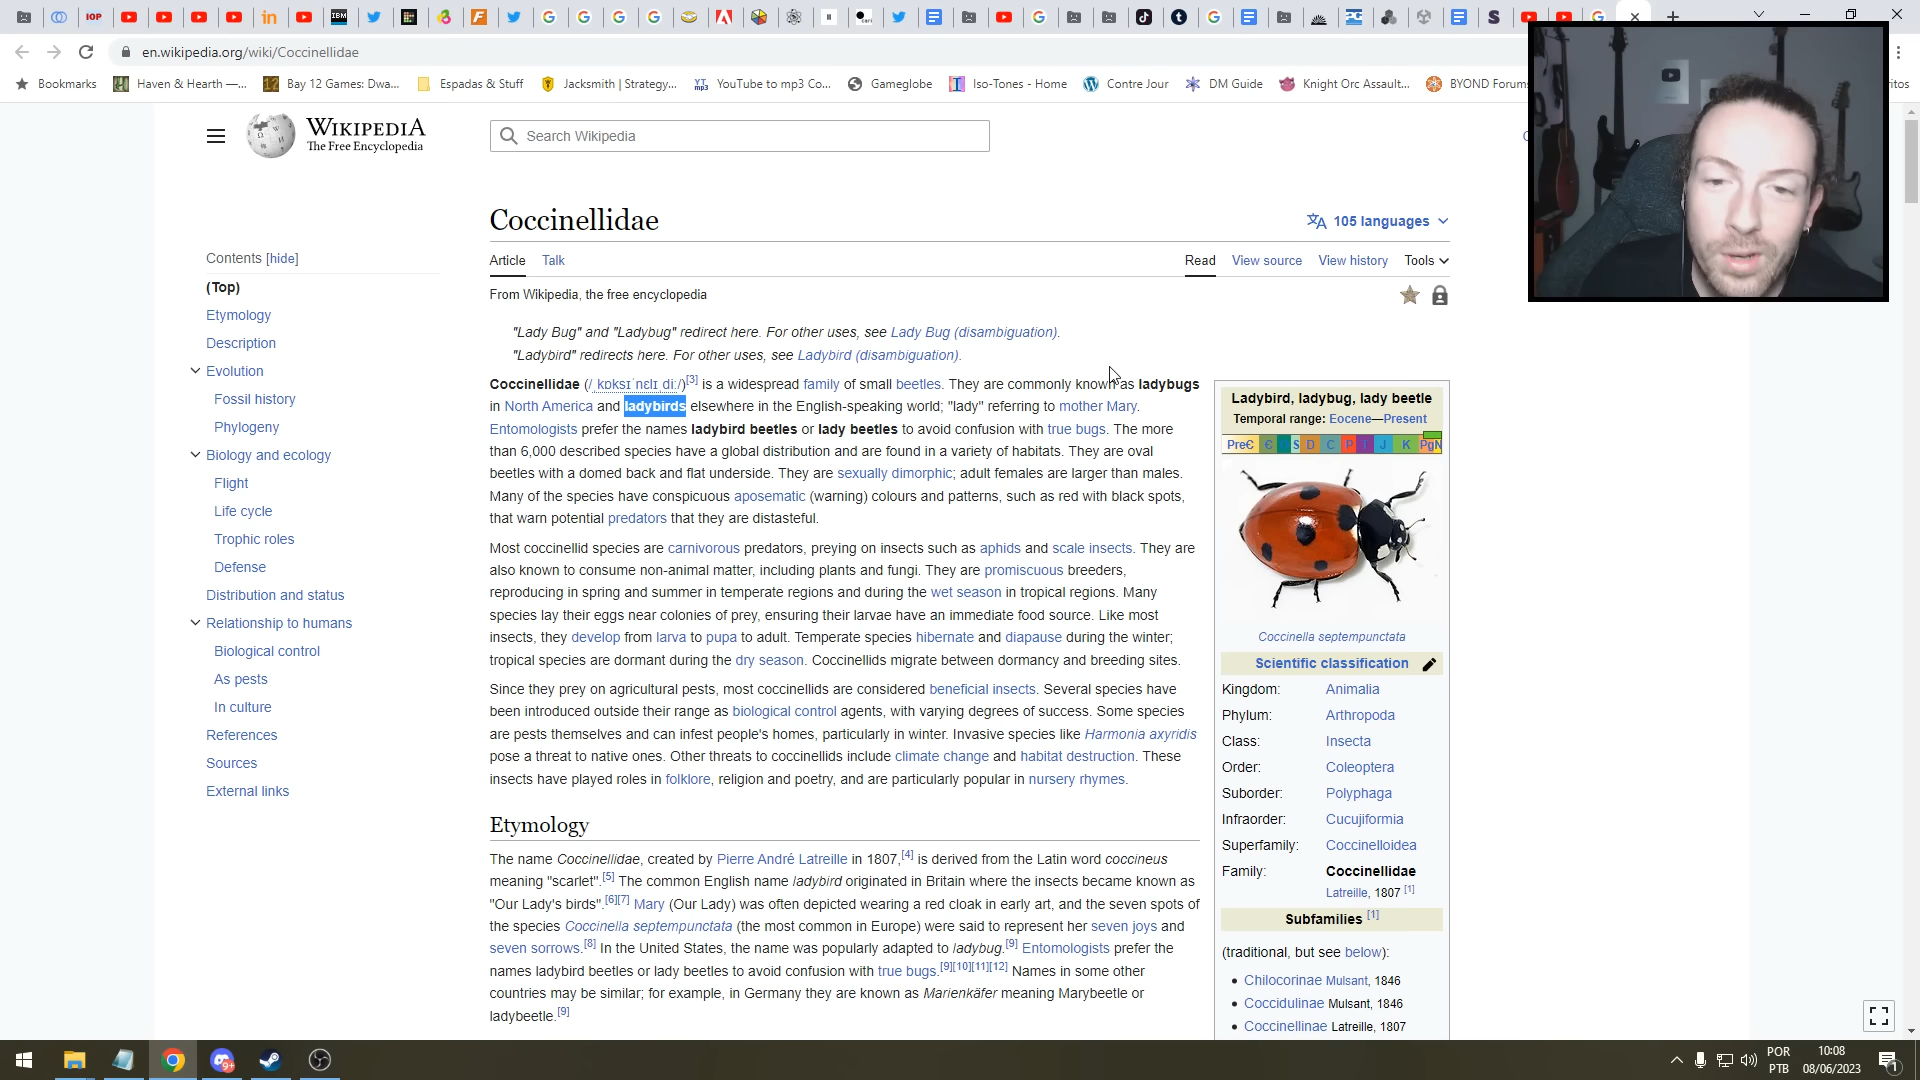 IOP
in
IBM
en.wikipedia.org/wiki/Coccinellidae
Bookmarks
Haven & Hearth —...
Bay 12 Games: Dwa...
Espadas & Stuff
Jacksmith | Strategy...
YouTube to mp3 Co...
Gameglobe
Iso-Tones - Home
Contre Jour
DM Guide
Knight Orc Assault...
BYOND Forums
ritos
WIKIPEDIA
The Free Encyclopedia
Search Wikipedia
Coccinellidae
105 languages
Article Talk
Read View source View history Tools
From Wikipedia, the free encyclopedia
Contents [hide]
(Top)
Etymology
Description
Evolution
Fossil history
Phylogeny
Biology and ecology
Flight
Life cycle
Trophic roles
Defense
Distribution and status
Relationship to humans
Biological control
As pests
In culture
References
Sources
External links
"Lady Bug" and "Ladybug" redirect here. For other uses, see Lady Bug (disambiguation).
"Ladybird" redirects here. For other uses, see Ladybird (disambiguation).
Coccinellidae (/ˌkɒksɪˈnɛlɪˌdiː/)[3] is a widespread family of small beetles. They are commonly known as ladybugs
in North America and ladybirds elsewhere in the English-speaking world; "lady" referring to mother Mary.
Entomologists prefer the names ladybird beetles or lady beetles to avoid confusion with true bugs. The more
than 6,000 described species have a global distribution and are found in a variety of habitats. They are oval
beetles with a domed back and flat underside. They are sexually dimorphic; adult females are larger than males.
Many of the species have conspicuous aposematic (warning) colours and patterns, such as red with black spots,
that warn potential predators that they are distasteful.
Most coccinellid species are carnivorous predators, preying on insects such as aphids and scale insects. They are
also known to consume non-animal matter, including plants and fungi. They are promiscuous breeders,
reproducing in spring and summer in temperate regions and during the wet season in tropical regions. Many
species lay their eggs near colonies of prey, ensuring their larvae have an immediate food source. Like most
insects, they develop from larva to pupa to adult. Temperate species hibernate and diapause during the winter;
tropical species are dormant during the dry season. Coccinellids migrate between dormancy and breeding sites.
Since they prey on agricultural pests, most coccinellids are considered beneficial insects. Several species have
been introduced outside their range as biological control agents, with varying degrees of success. Some species
are pests themselves and can infest people's homes, particularly in winter. Invasive species like Harmonia axyridis
pose a threat to native ones. Other threats to coccinellids include climate change and habitat destruction. These
insects have played roles in folklore, religion and poetry, and are particularly popular in nursery rhymes.
Etymology
The name Coccinellidae, created by Pierre André Latreille in 1807,[4] is derived from the Latin word coccineus
meaning "scarlet".[5] The common English name ladybird originated in Britain where the insects became known as
"Our Lady's birds".[6][7] Mary (Our Lady) was often depicted wearing a red cloak in early art, and the seven spots of
the species Coccinella septempunctata (the most common in Europe) were said to represent her seven joys and
seven sorrows.[8] In the United States, the name was popularly adapted to ladybug.[9] Entomologists prefer the
names ladybird beetles or lady beetles to avoid confusion with true bugs.[9][10][11][12] Names in some other
countries may be similar; for example, in Germany they are known as Marienkäfer meaning Marybeetle or
ladybeetle.[9]
Ladybird, ladybug, lady beetle
Temporal range: Eocene—Present
PreꞒ Ꞓ O S D C P T J K PgN
Coccinella septempunctata
Scientific classification
Kingdom: Animalia
Phylum: Arthropoda
Class: Insecta
Order: Coleoptera
Suborder: Polyphaga
Infraorder: Cucujiformia
Superfamily: Coccinelloidea
Family: Coccinellidae
Latreille, 1807 [1]
Subfamilies [1]
(traditional, but see below):
• Chilocorinae Mulsant, 1846
• Coccidulinae Mulsant, 1846
• Coccinellinae Latreille, 1807
9+
POR
PTB
10:08
08/06/2023
1